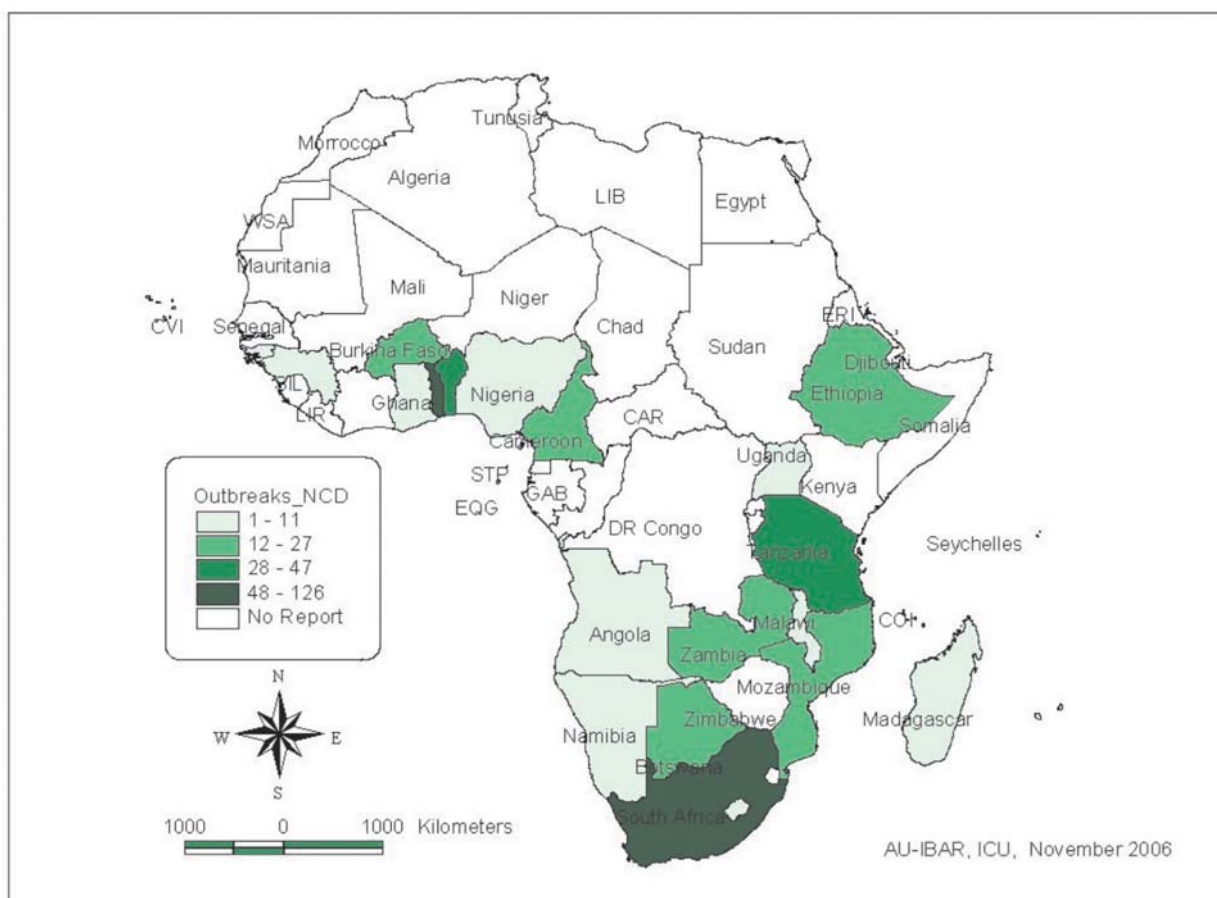 Tunusia
Morrocco
Algeria
LIB
Egypt
WSA
Mauritania
Mali
Niger
Chad
Sudan
ERI
CVI
Senegal
Burkina Faso
Djibouti
Ethiopia
Nigeria
Ghana
LIR
Cameroon
CAR
Somalia
Uganda
Kenya
STP
EQG
GAB
DR Congo
Tanzania
Seychelles
Outbreaks_NCD
1 - 11
12 - 27
28 - 47
48 - 126
No Report
Angola
Malawi
Zambia
Mozambique
Zimbabwe
Madagascar
Namibia
Botswana
South Africa
N
W
E
S
1000 0 1000 Kilometers
AU-IBAR, ICU, November 2006